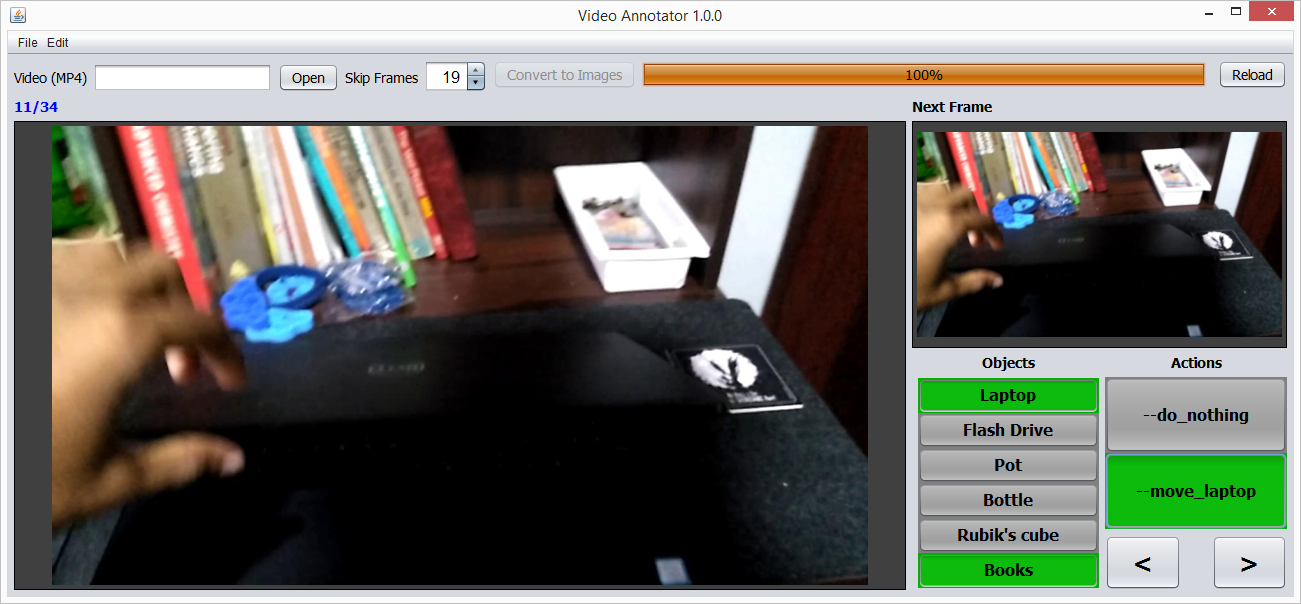 Video Annotator 1.0.0
File Edit
Video (MP4) Open Skip Frames 19 Convert to Images 100% Reload
11/34 Next Frame
ADVANCED
Objects Actions
Laptop
Flash Drive
Pot
Bottle
Rubik's cube
Books
--do_nothing
--move_laptop
< >